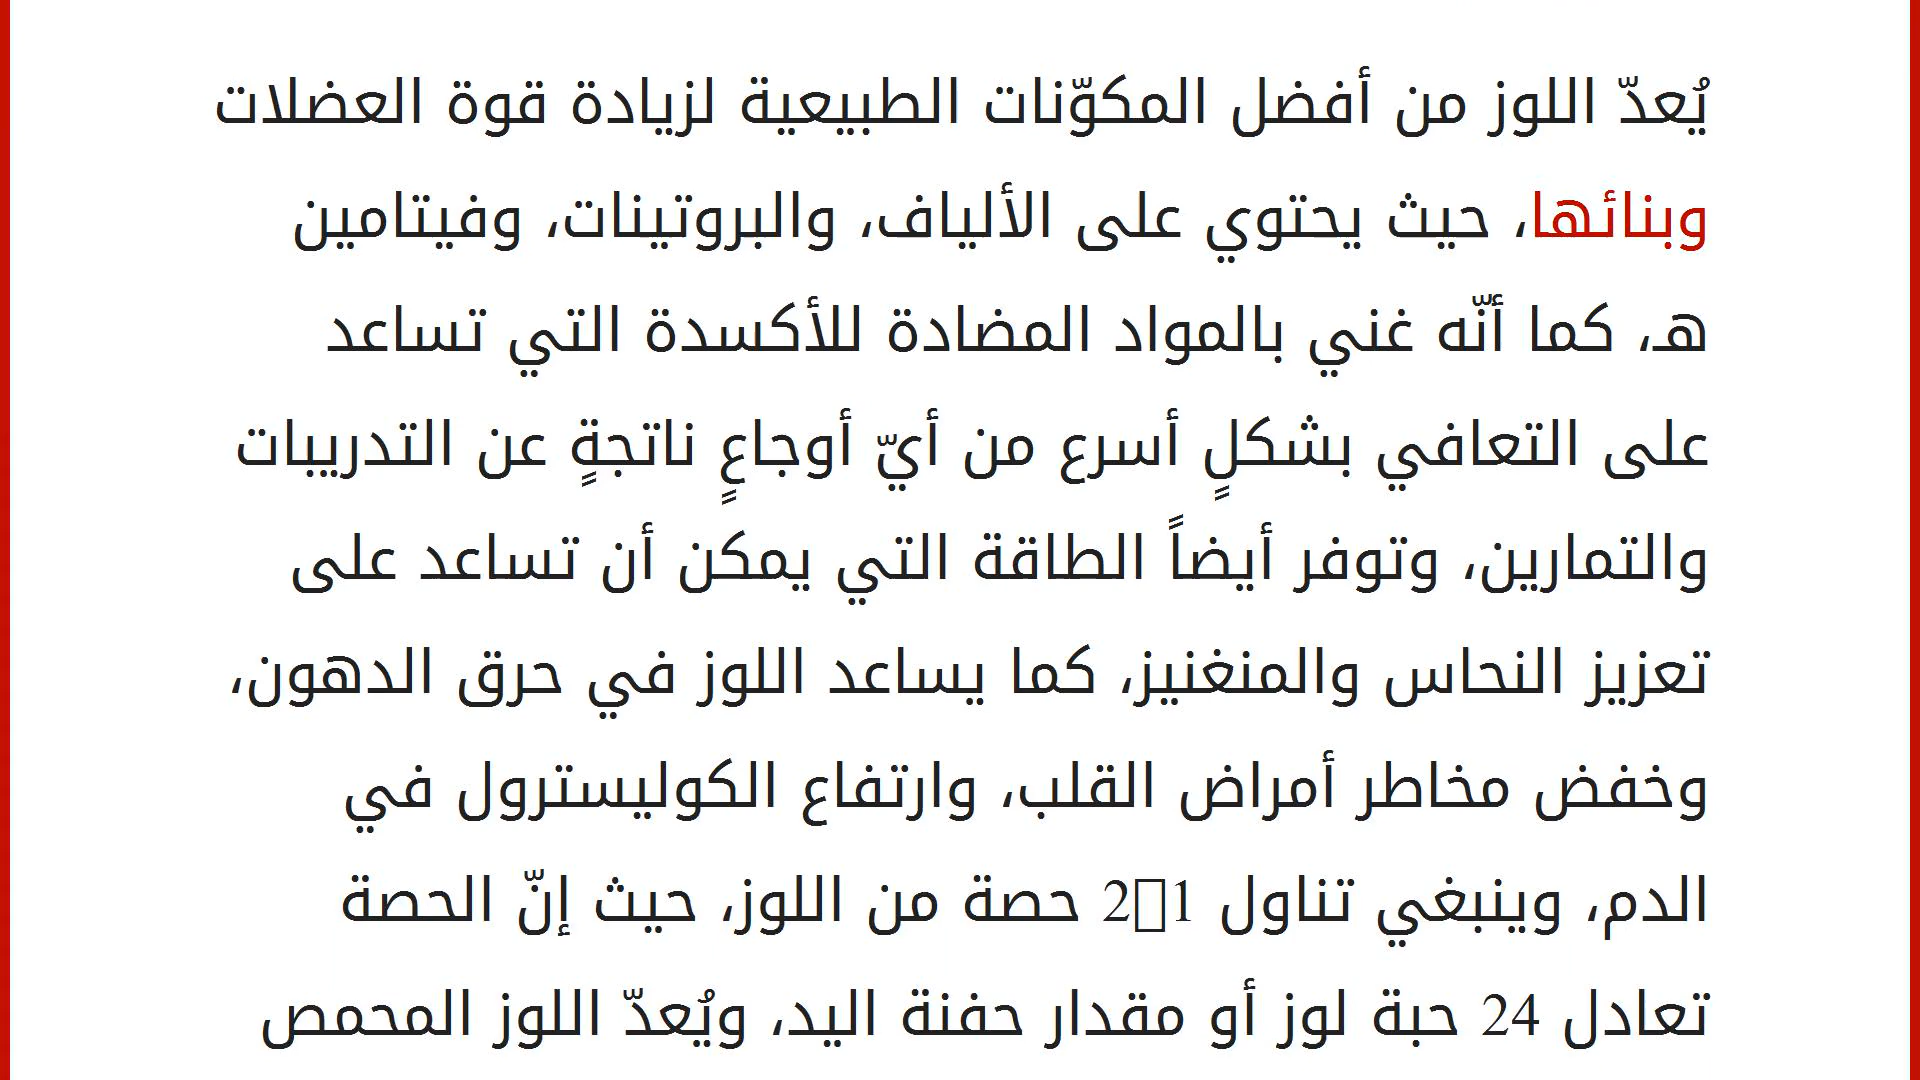 يُعدّ اللوز من أفضل المكوّنات الطبيعية لزيادة قوة العضلات
وبنائها، حيث يحتوي على الألياف، والبروتينات، وفيتامين
هـ، كما أنّه غني بالمواد المضادة للأكسدة التي تساعد
على التعافي بشكلٍ أسرع من أيّ أوجاعٍ ناتجةٍ عن التدريبات
والتمارين، وتوفر أيضاً الطاقة التي يمكن أن تساعد على
تعزيز النحاس والمنغنيز، كما يساعد اللوز في حرق الدهون،
وخفض مخاطر أمراض القلب، وارتفاع الكوليسترول في
الدم، وينبغي تناول 2▯1 حصة من اللوز، حيث إنّ الحصة
تعادل 24 حبة لوز أو مقدار حفنة اليد، ويُعدّ اللوز المحمص